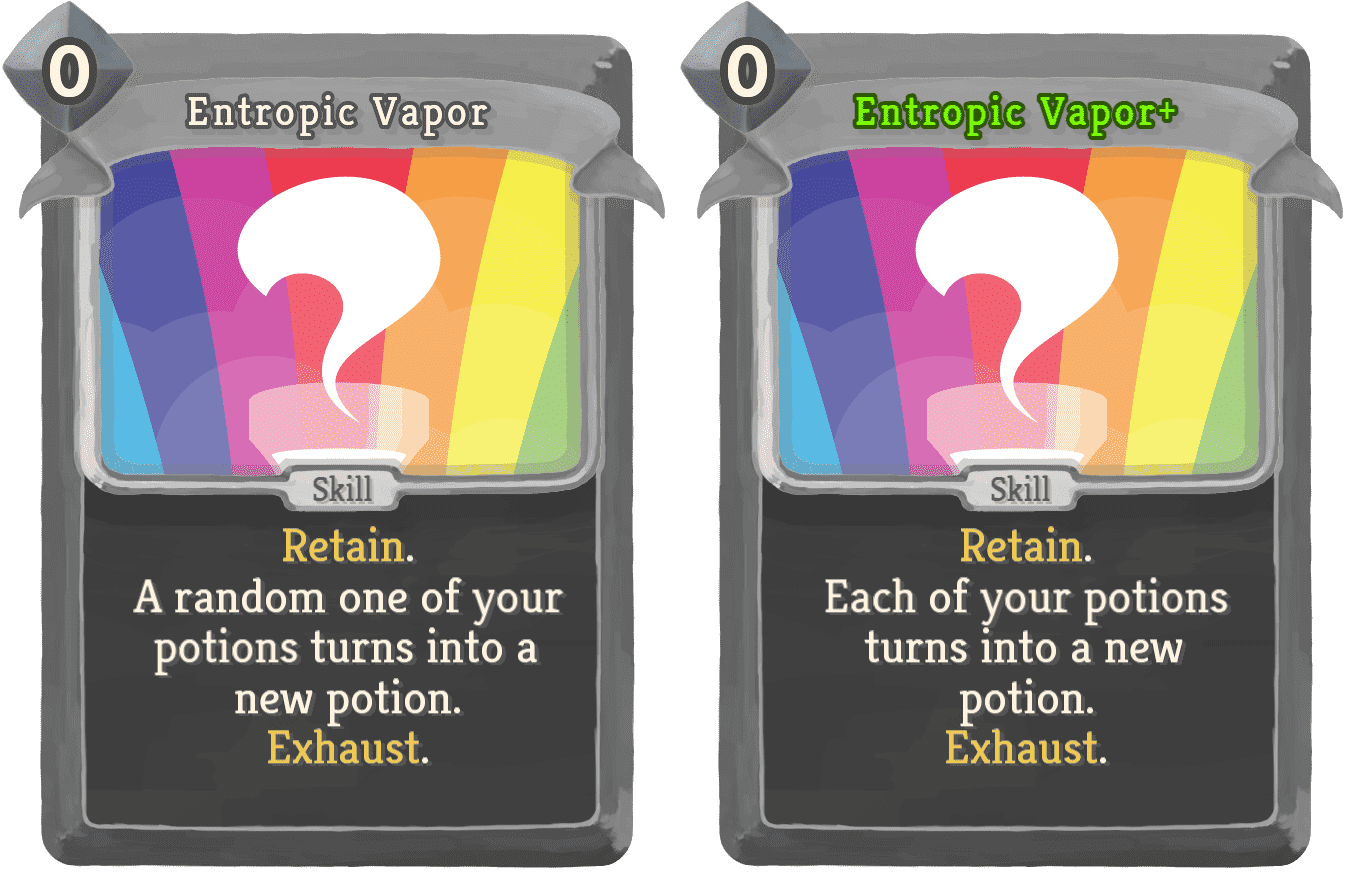 0
Entropic Vapor
Skill
Retain.
A random one of your
potions turns into a
new potion.
Exhaust.
0
Entropic Vapor+
Skill
Retain.
Each of your potions
turns into a new
potion.
Exhaust.